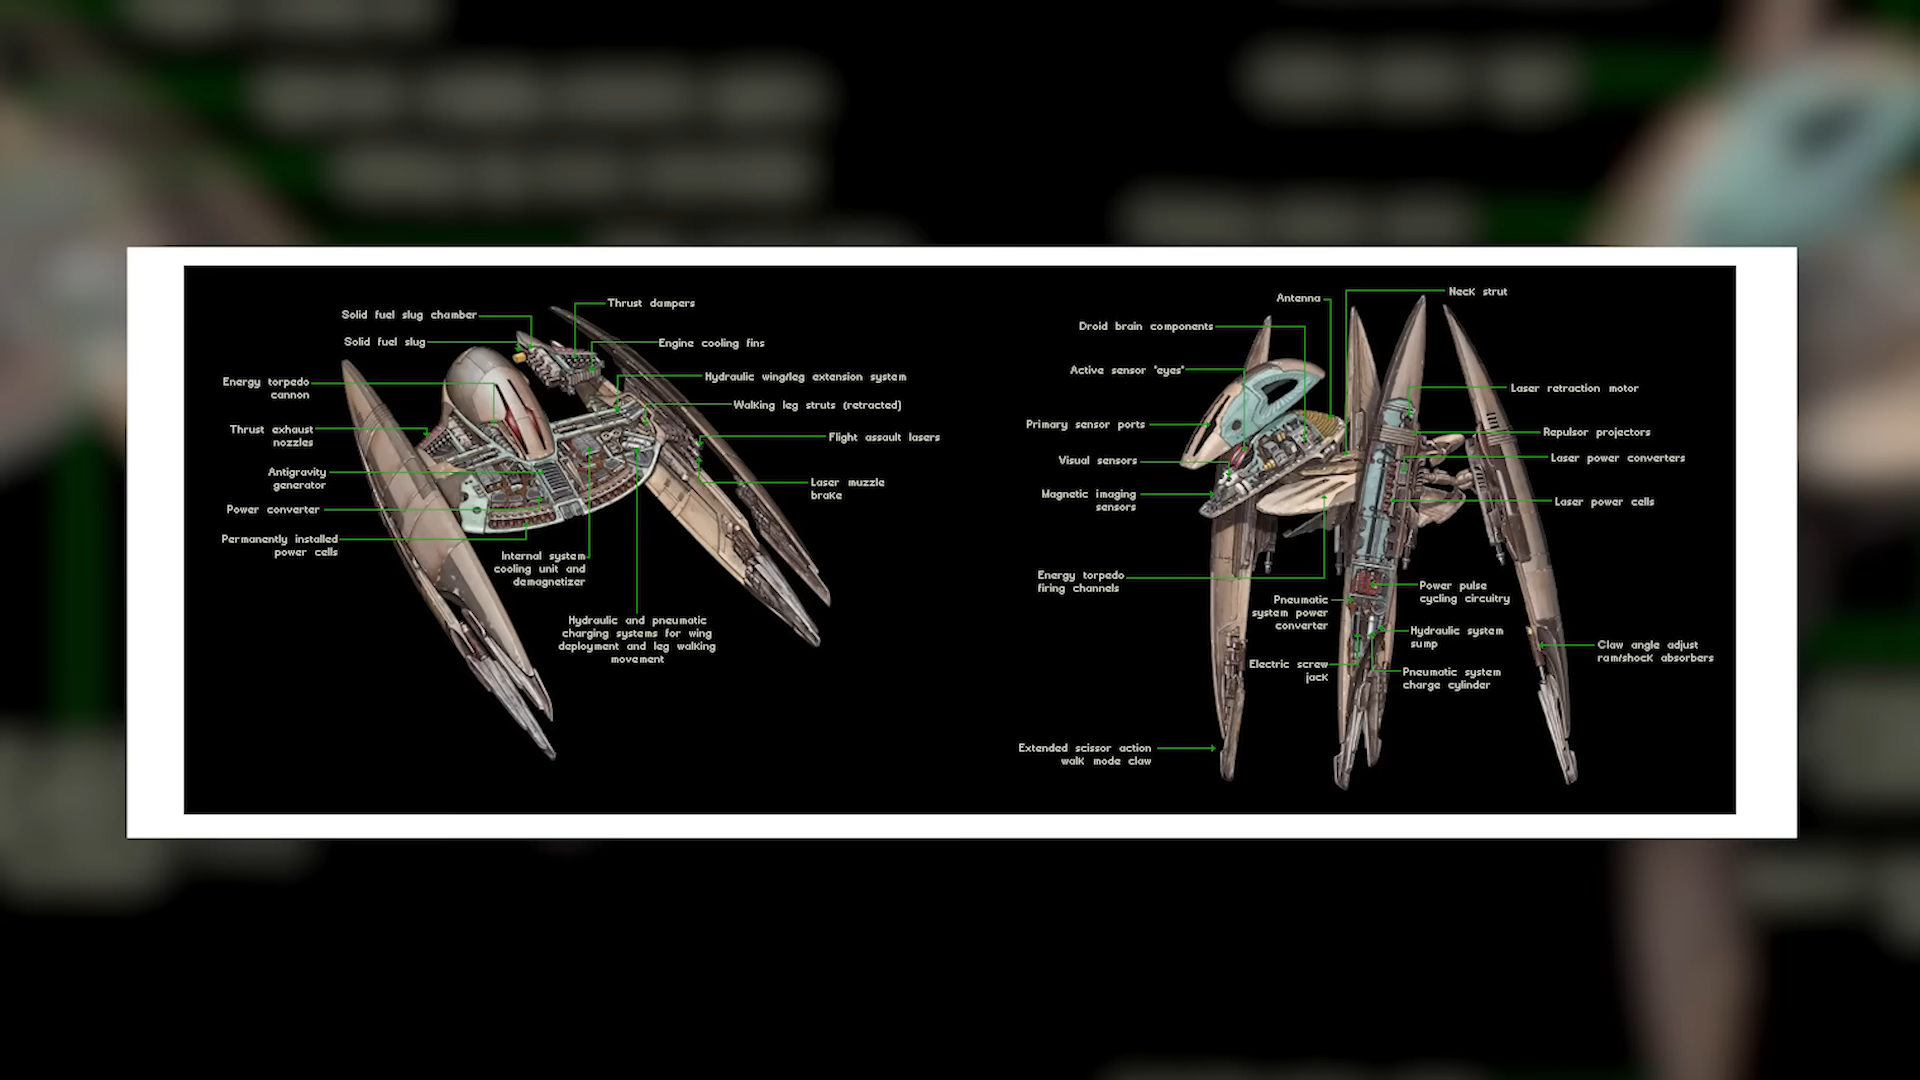 Thrust dampers
Solid fuel slug chamber
Solid fuel slug
Engine cooling fins
Energy torpedo
cannon
Hydraulic wing/leg extension system
Walking leg struts (retracted)
Thrust exhaust
nozzles
Flight assault lasers
Antigravity
generator
Laser muzzle
brake
Power converter
Permanently installed
power cells
Internal system
cooling unit and
demagnetizer
Hydraulic and pneumatic
charging systems for wing
deployment and leg walking
movement
Neck strut
Antenna
Droid brain components
Active sensor "eyes"
Laser retraction motor
Primary sensor ports
Repulsor projectors
Visual sensors
Laser power converters
Magnetic imaging
sensors
Laser power cells
Energy torpedo
firing channels
Power pulse
cycling circuitry
Pneumatic
system power
converter
Hydraulic system
sump
Claw angle adjust
ram/shock absorbers
Electric screw
jack
Pneumatic system
charge cylinder
Extended scissor action
walk mode claw